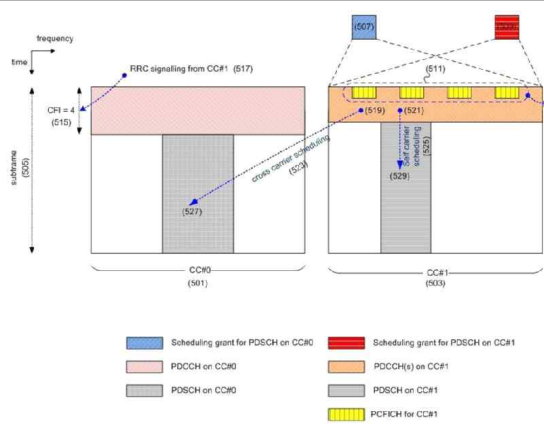 frequency
time
(507)
RRC signalling from CC#1 (517)
(511)
CFI = 4
(515)
(519)
(521)
subframe
(505)
cross carrier scheduling
(523)
Self carrier
scheduling
(525)
(529)
(527)
CC#0
(501)
CC#1
(503)
Scheduling grant for PDSCH on CC#0
Scheduling grant for PDSCH on CC#1
PDCCH on CC#0
PDCCH(s) on CC#1
PDSCH on CC#0
PDSCH on CC#1
PCFICH for CC#1